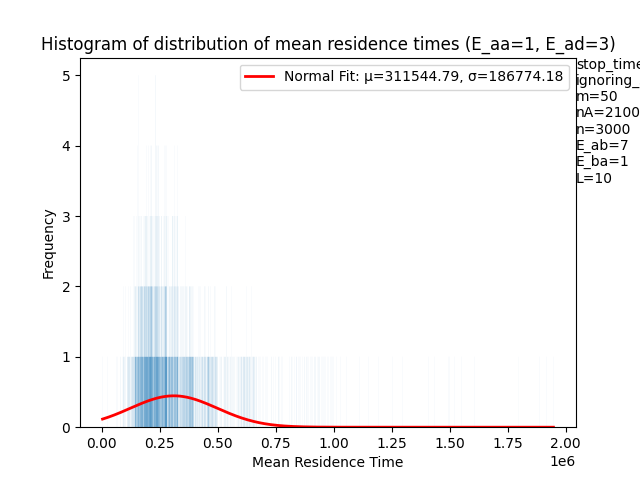 Histogram of distribution of mean residence times (E_aa=1, E_ad=3)
Normal Fit: μ=311544.79, σ=186774.18
stop_time
ignoring_
m=50
nA=2100
n=3000
E_ab=7
E_ba=1
L=10
Frequency
5
4
3
2
1
0
0.00 0.25 0.50 0.75 1.00 1.25 1.50 1.75 2.00
1e6
Mean Residence Time